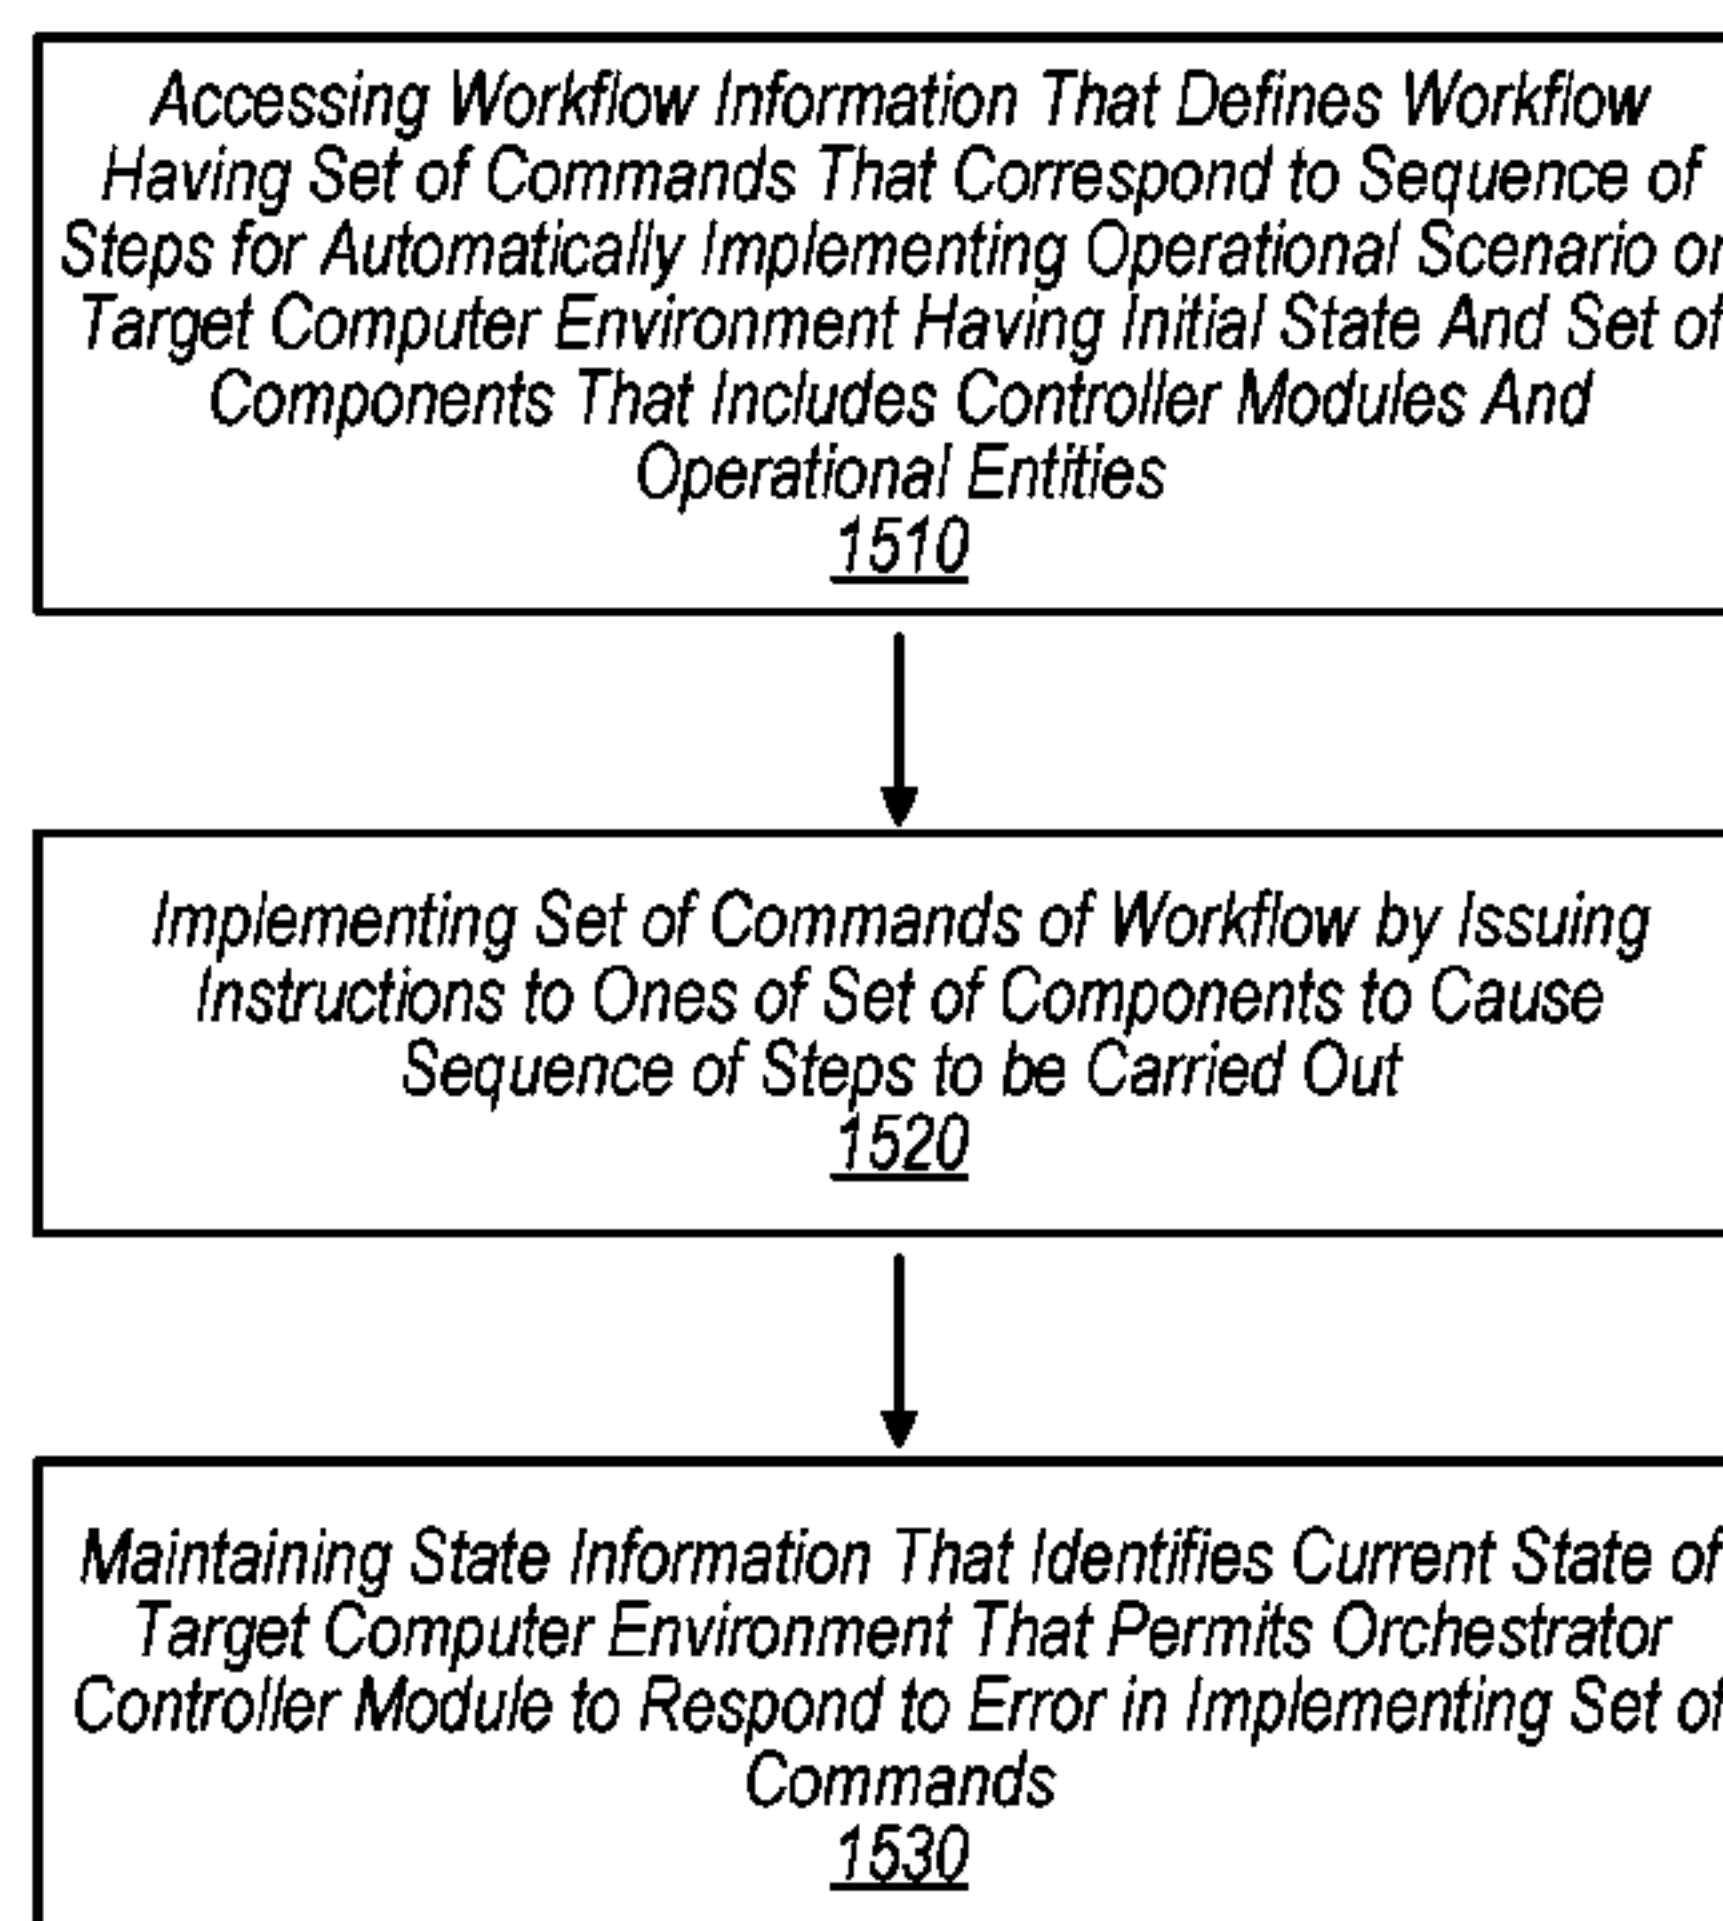 Accessing Workflow Information That Defines Workflow
Having Set of Commands That Correspond to Sequence of
Steps for Automatically Implementing Operational Scenario on
Target Computer Environment Having Initial State And Set of
Components That Includes Controller Modules And
Operational Entities
1510
Implementing Set of Commands of Workflow by Issuing
Instructions to Ones of Set of Components to Cause
Sequence of Steps to be Carried Out
1520
Maintaining State Information That Identifies Current State of
Target Computer Environment That Permits Orchestrator
Controller Module to Respond to Error in Implementing Set of
Commands
1530